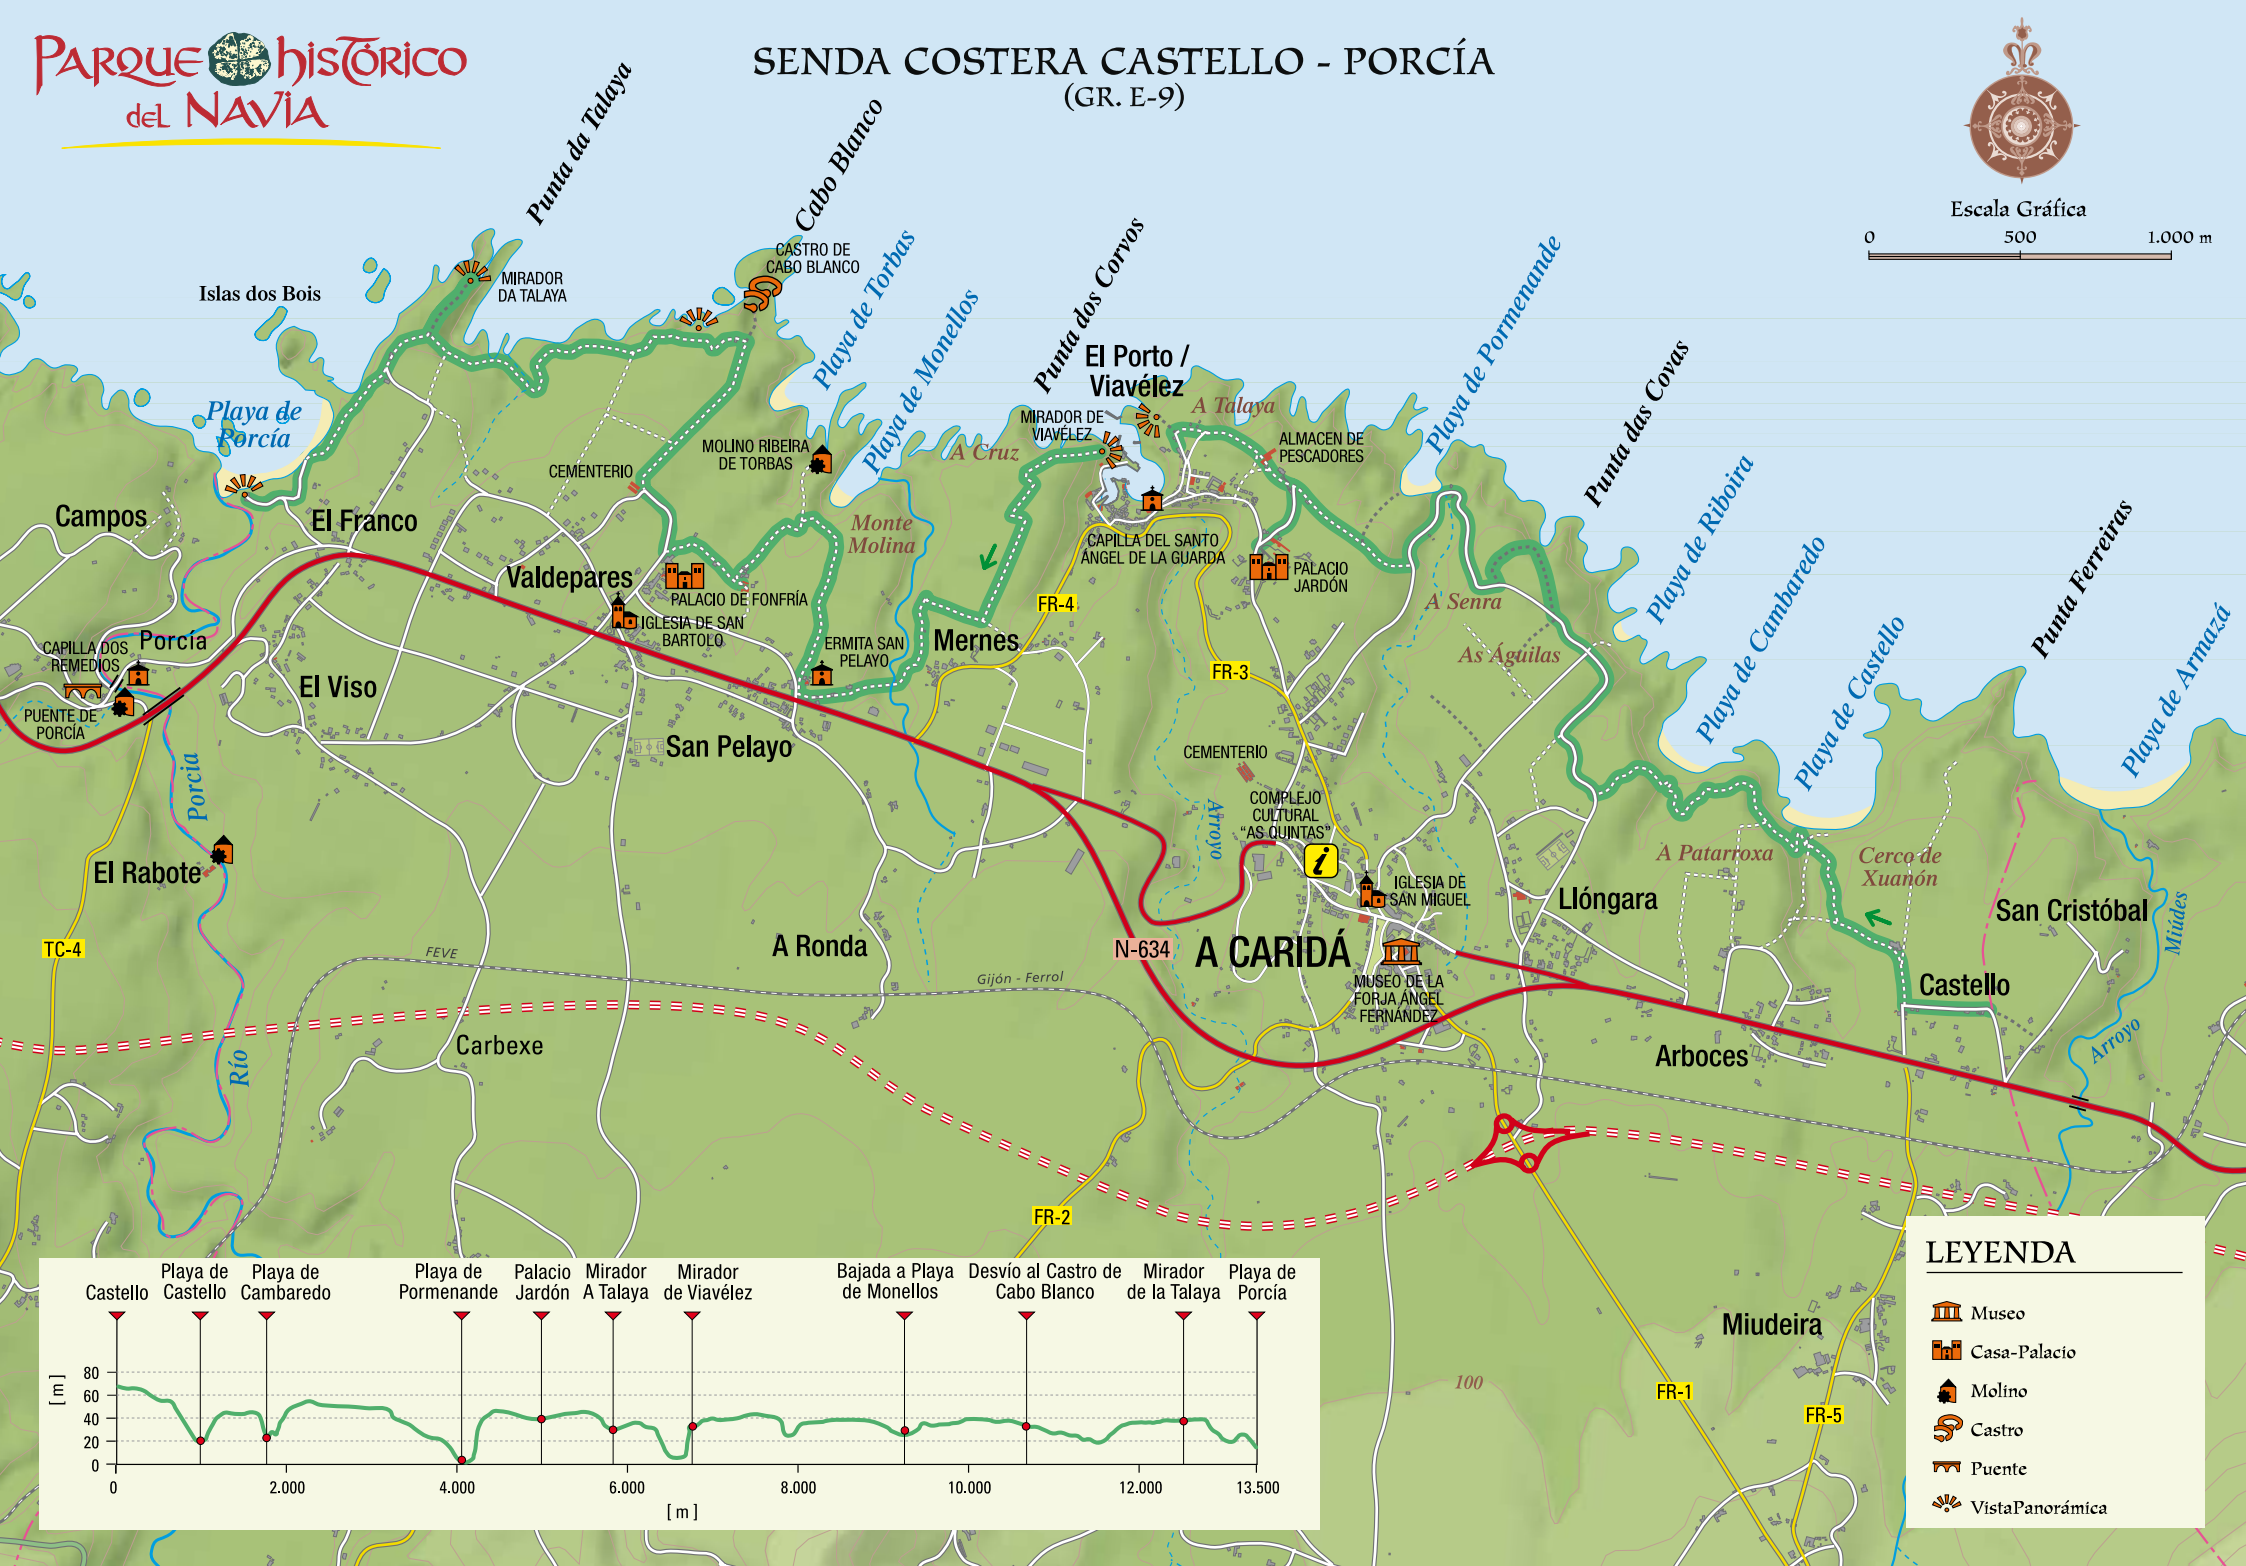 PARQUE hisTÓRICO
del NAVIA
SENDA COSTERA CASTELLO - PORCÍA
(GR. E-9)
Escala Gráfica
0 500 1.000 m
Punta da Talaya
Cabo Blanco
CASTRO DE
CABO BLANCO
Playa de Torbas
Playa de Monellos
Punta dos Corvos
Playa de Pormenande
Punta das Covas
Playa de Riboira
Playa de Cambaredo
Playa de Castello
Punta Ferreiras
Playa de Armazá
Islas dos Bois
MIRADOR
DA TALAYA
El Porto /
Viavélez
MIRADOR DE
VIAVÉLEZ
A Talaya
A Cruz
ALMACEN DE
PESCADORES
Playa de
Porcía
MOLINO RIBEIRA
DE TORBAS
CEMENTERIO
Campos
El Franco
Monte
Molina
CAPILLA DEL SANTO
ÁNGEL DE LA GUARDA
PALACIO
JARDÓN
Valdepares
PALACIO DE FONFRÍA
IGLESIA DE SAN
BARTOLO
FR-4
A Senra
As Águilas
Porcía
CAPILLA DOS
REMEDIOS
ERMITA SAN
PELAYO
Mernes
FR-3
El Viso
PUENTE DE
PORCÍA
San Pelayo
CEMENTERIO
Porcia
COMPLEJO
CULTURAL
"AS QUINTAS"
Arroyo
i
El Rabote
A Patarroxa
Cerco de
Xuanón
IGLESIA DE
SAN MIGUEL
Llóngara
San Cristóbal
Miúdes
TC-4
FEVE
A Ronda
Gijón - Ferrol
N-634
A CARIDÁ
MUSEO DE LA
FORJA ÁNGEL
FERNÁNDEZ
Castello
Arroyo
Río
Carbexe
Arboces
FR-2
Miudeira
100
FR-1
FR-5
Castello
Playa de
Castello
Playa de
Cambaredo
Playa de
Pormenande
Palacio
Jardón
Mirador
A Talaya
Mirador
de Viavélez
Bajada a Playa
de Monellos
Desvío al Castro de
Cabo Blanco
Mirador
de la Talaya
Playa de
Porcía
[ m ]
80
60
40
20
0
0 2.000 4.000 6.000 8.000 10.000 12.000 13.500
[ m ]
LEYENDA
Museo
Casa-Palacio
Molino
Castro
Puente
VistaPanorámica